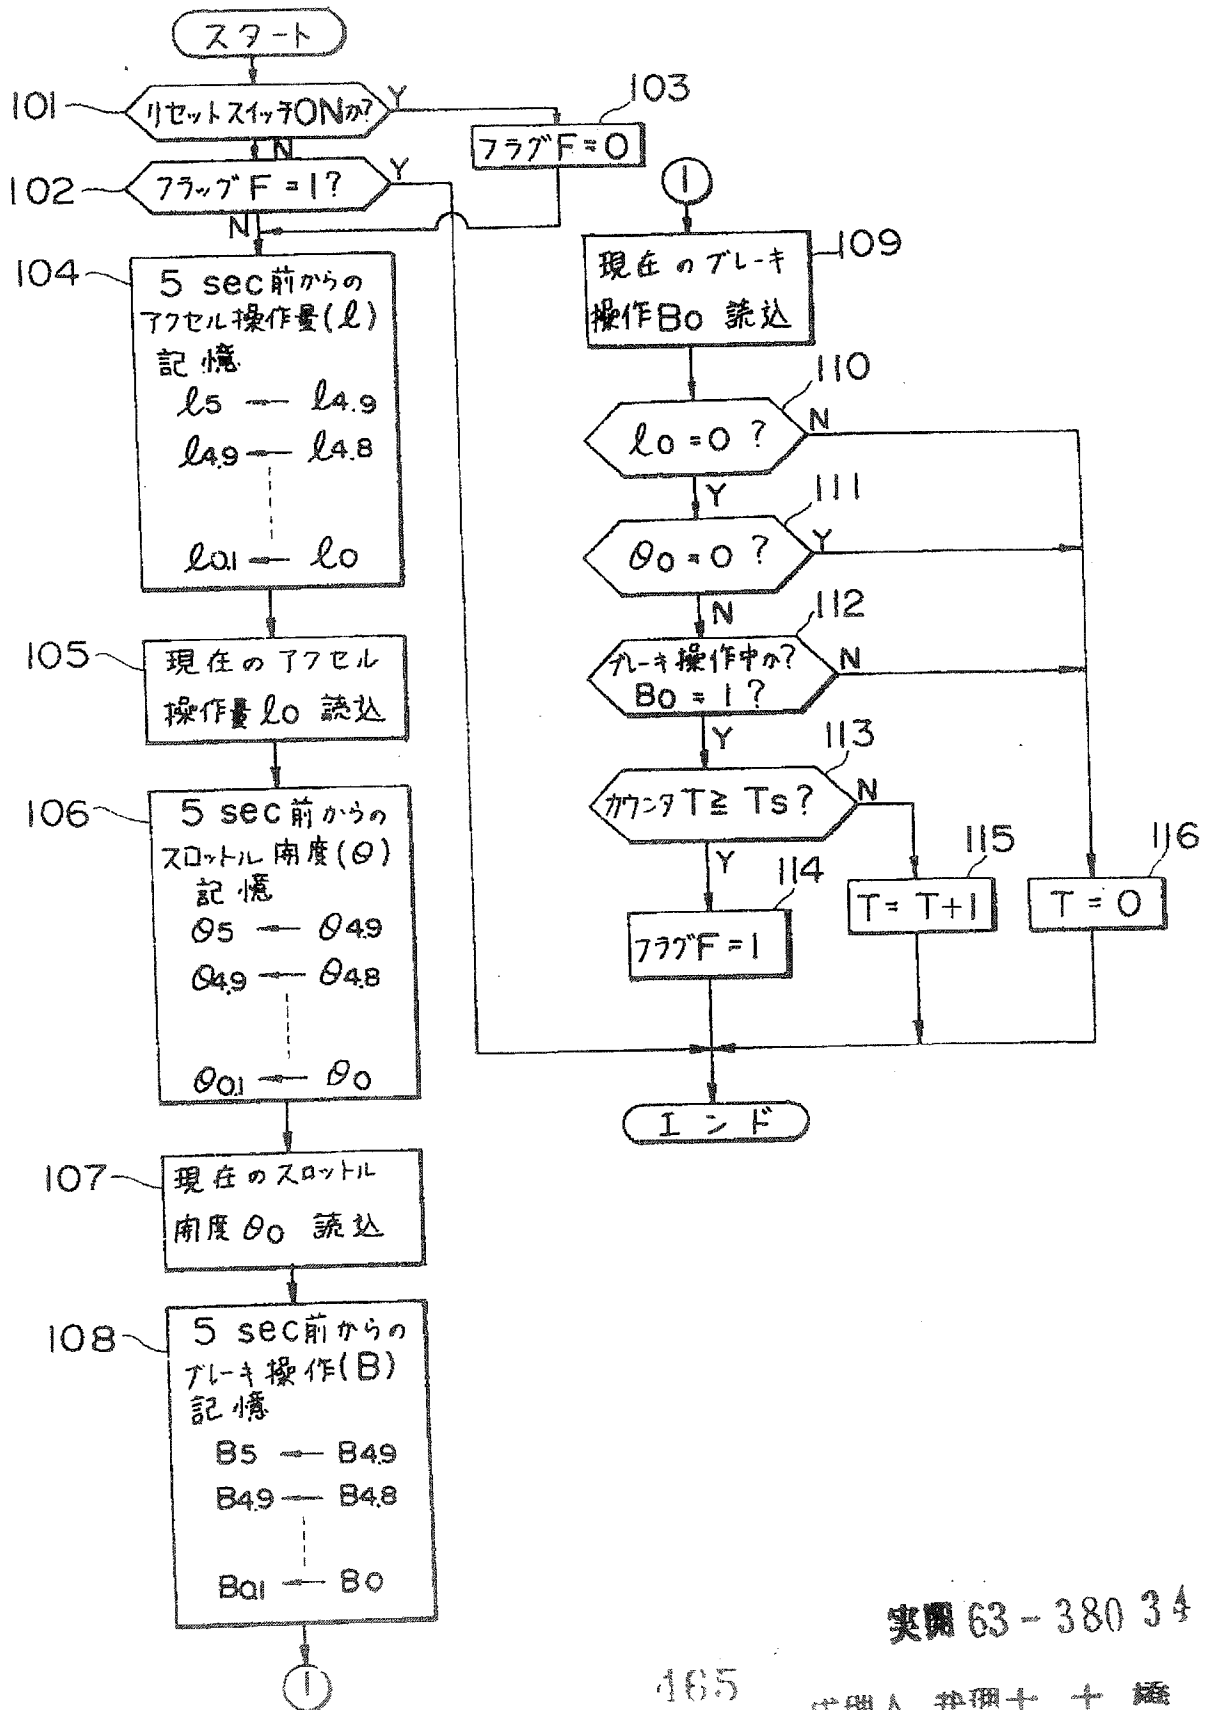 スタート
101
リセットスイッチONか?
Y
103
フラグF=0
N
102
フラッグF=1?
Y
N
104
5 sec前からの
アクセル操作量(ℓ)
記憶
ℓ5 ← ℓ4.9
ℓ4.9 ← ℓ4.8
ℓ0.1 ← ℓ0
105
現在のアクセル
操作量ℓ0 読込
106
5 sec前からの
スロットル開度(θ)
記憶
θ5 ← θ4.9
θ4.9 ← θ4.8
θ0.1 ← θ0
107
現在のスロットル
開度θ0 読込
108
5 sec前からの
ブレーキ操作(B)
記憶
B5 ← B4.9
B4.9 ← B4.8
B0.1 ← B0
1
1
109
現在のブレーキ
操作B0 読込
110
ℓ0=0 ?
N
Y
111
θ0=0 ?
Y
N
112
ブレーキ操作中か?
B0=1?
N
Y
113
カウンタT≧Ts?
N
Y
114
フラグF=1
115
T=T+1
116
T=0
エンド
実開63-38034
465